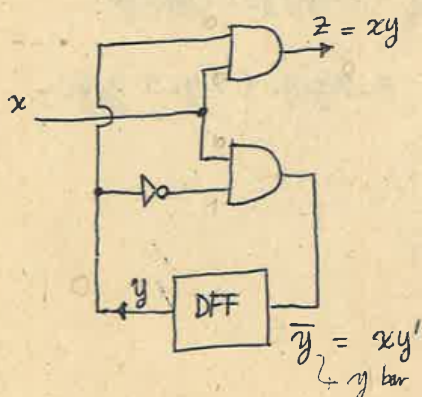 z = xy
x
y
DFF
y̅ = xy'
y bar